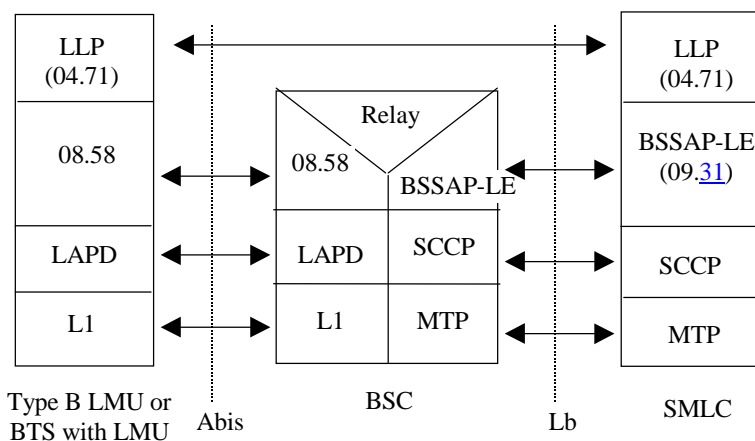 LLP
(04.71)
08.58
LAPD
L1
Type B LMU or
BTS with LMU
Abis
Relay
08.58
BSSAP-LE
LAPD
SCCP
L1
MTP
BSC
Lb
LLP
(04.71)
BSSAP-LE
(09.31)
SCCP
MTP
SMLC